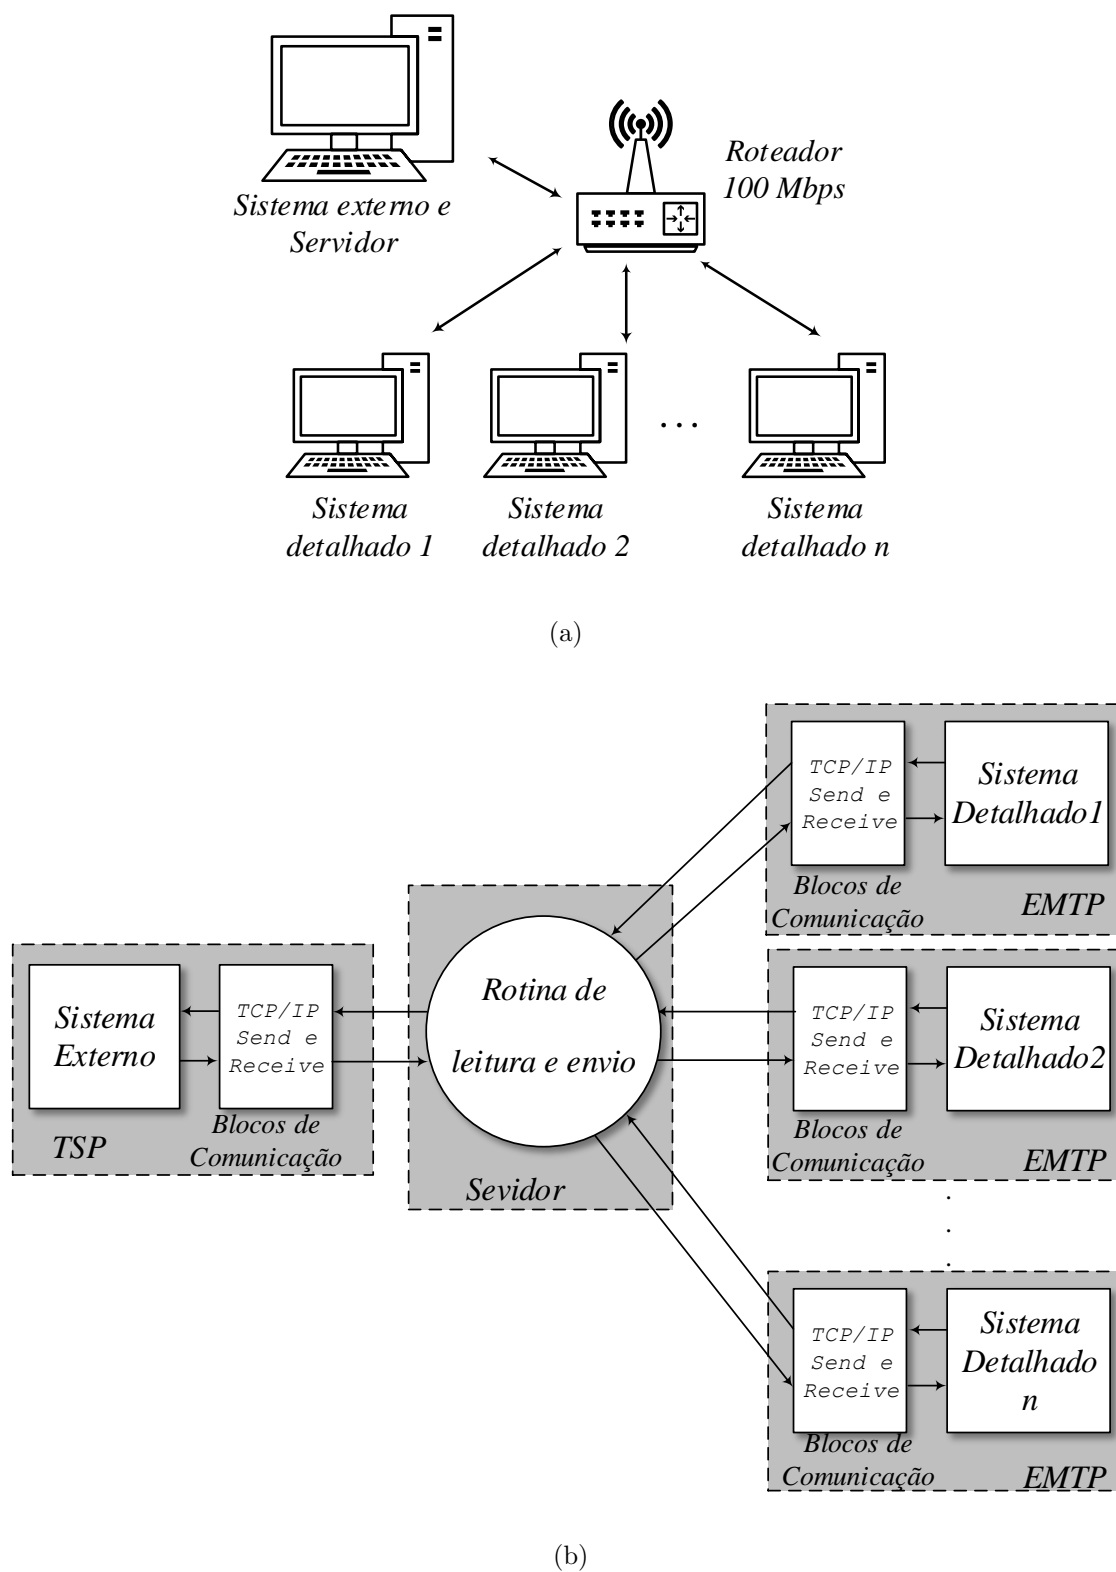 Roteador
100 Mbps
Sistema externo e
Servidor
. . .
Sistema
detalhado 1
Sistema
detalhado 2
Sistema
detalhado n
(a)
TCP/IP
Send e
Receive
Sistema
Detalhado1
Blocos de
Comunicação
EMTP
Sistema
Externo
TCP/IP
Send e
Receive
Blocos de
Comunicação
TSP
Rotina de
leitura e envio
Sevidor
TCP/IP
Send e
Receive
Sistema
Detalhado2
Blocos de
Comunicação
EMTP
.
.
.
TCP/IP
Send e
Receive
Sistema
Detalhado
n
Blocos de
Comunicação
EMTP
(b)